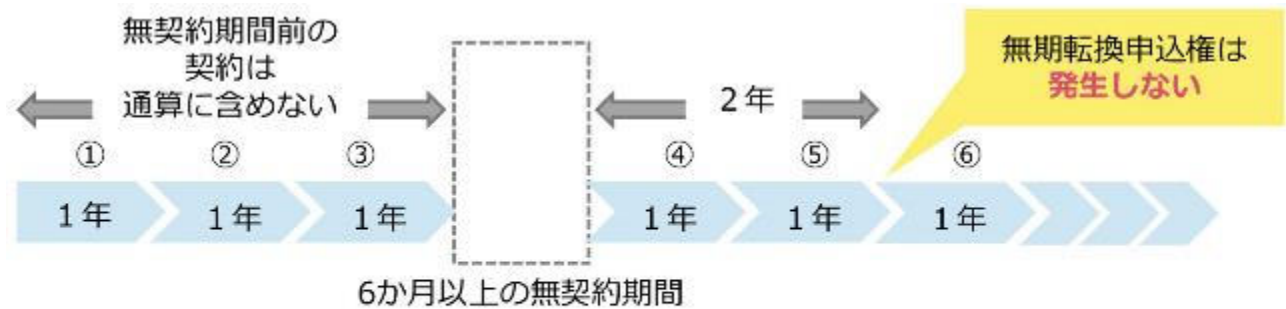 無契約期間前の
契約は
通算に含めない
2年
無期転換申込権は
発生しない
① ② ③ ④ ⑤ ⑥
1年 1年 1年 1年 1年 1年
6か月以上の無契約期間